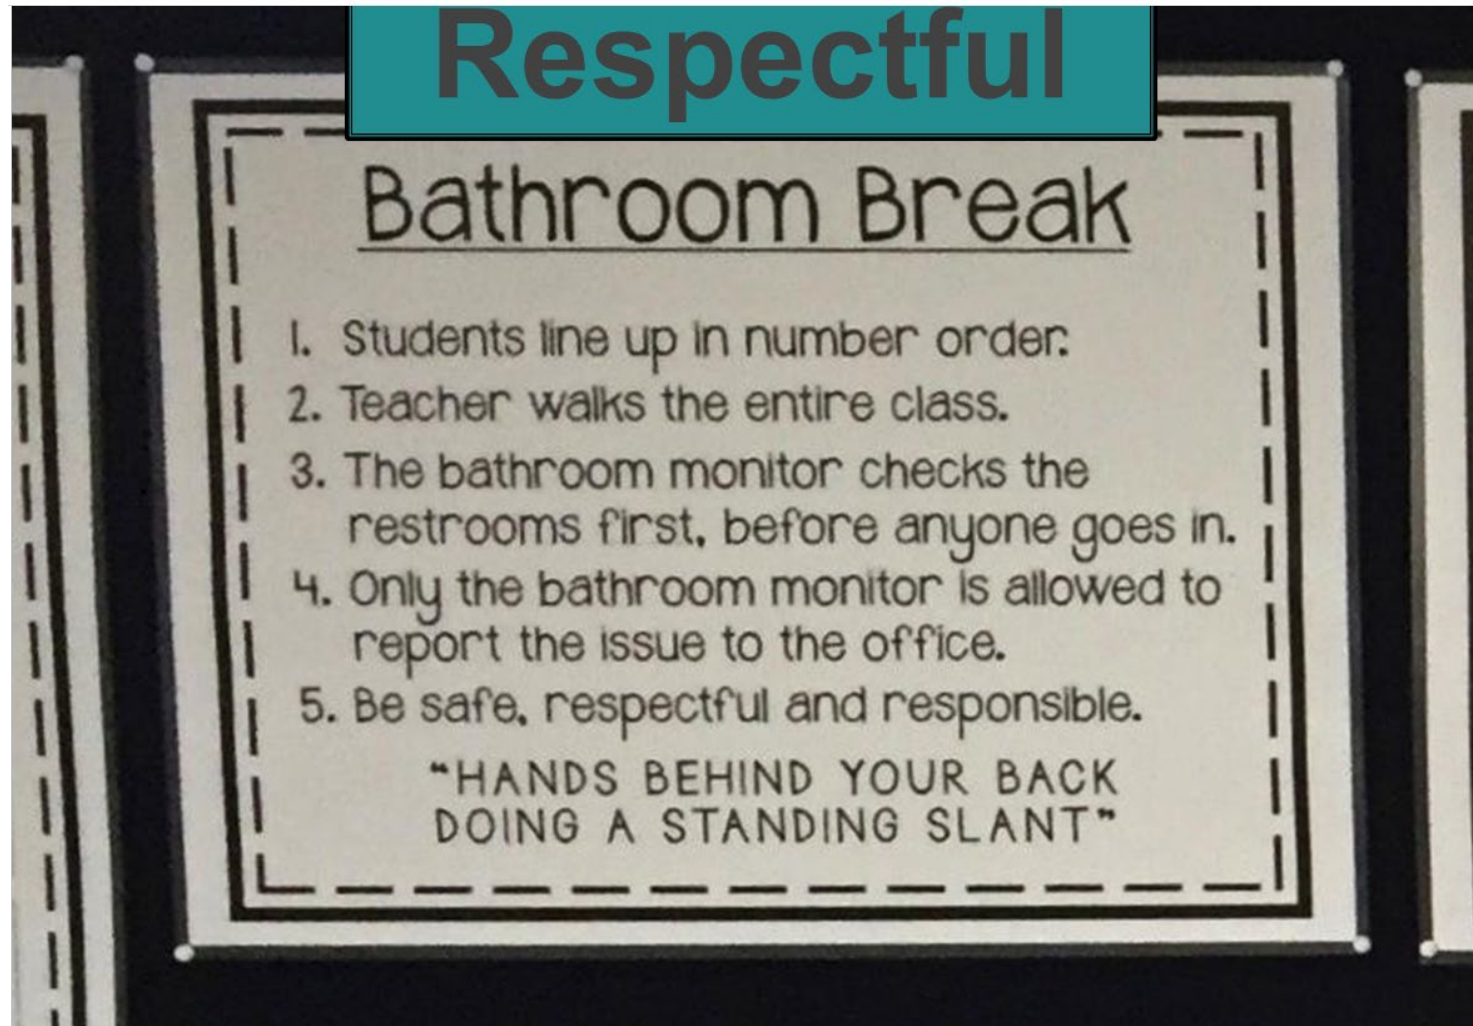 Respectful
Bathroom Break
1. Students line up in number order.
2. Teacher walks the entire class.
3. The bathroom monitor checks the
restrooms first, before anyone goes in.
4. Only the bathroom monitor is allowed to
report the issue to the office.
5. Be safe, respectful and responsible.
“HANDS BEHIND YOUR BACK
DOING A STANDING SLANT”